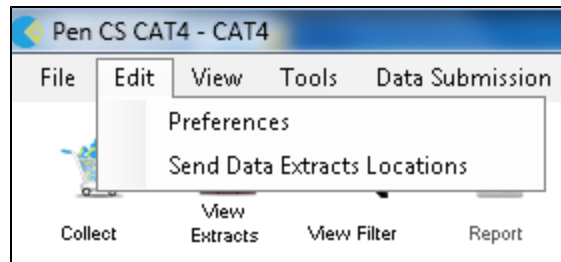 Pen CS CAT4 - CAT4
File Edit View Tools Data Submission
Preferences
Send Data Extracts Locations
Collect View Extracts View Filter Report